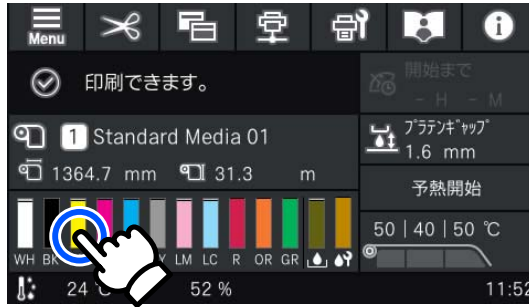 Menu
印刷できます。
開始まで
- H - M
1 Standard Media 01
1364.7 mm 31.3 m
プラテンギャップ
1.6 mm
予熱開始
WH BK LM LC R OR GR
50 | 40 | 50 ℃
24 52 % 11:52